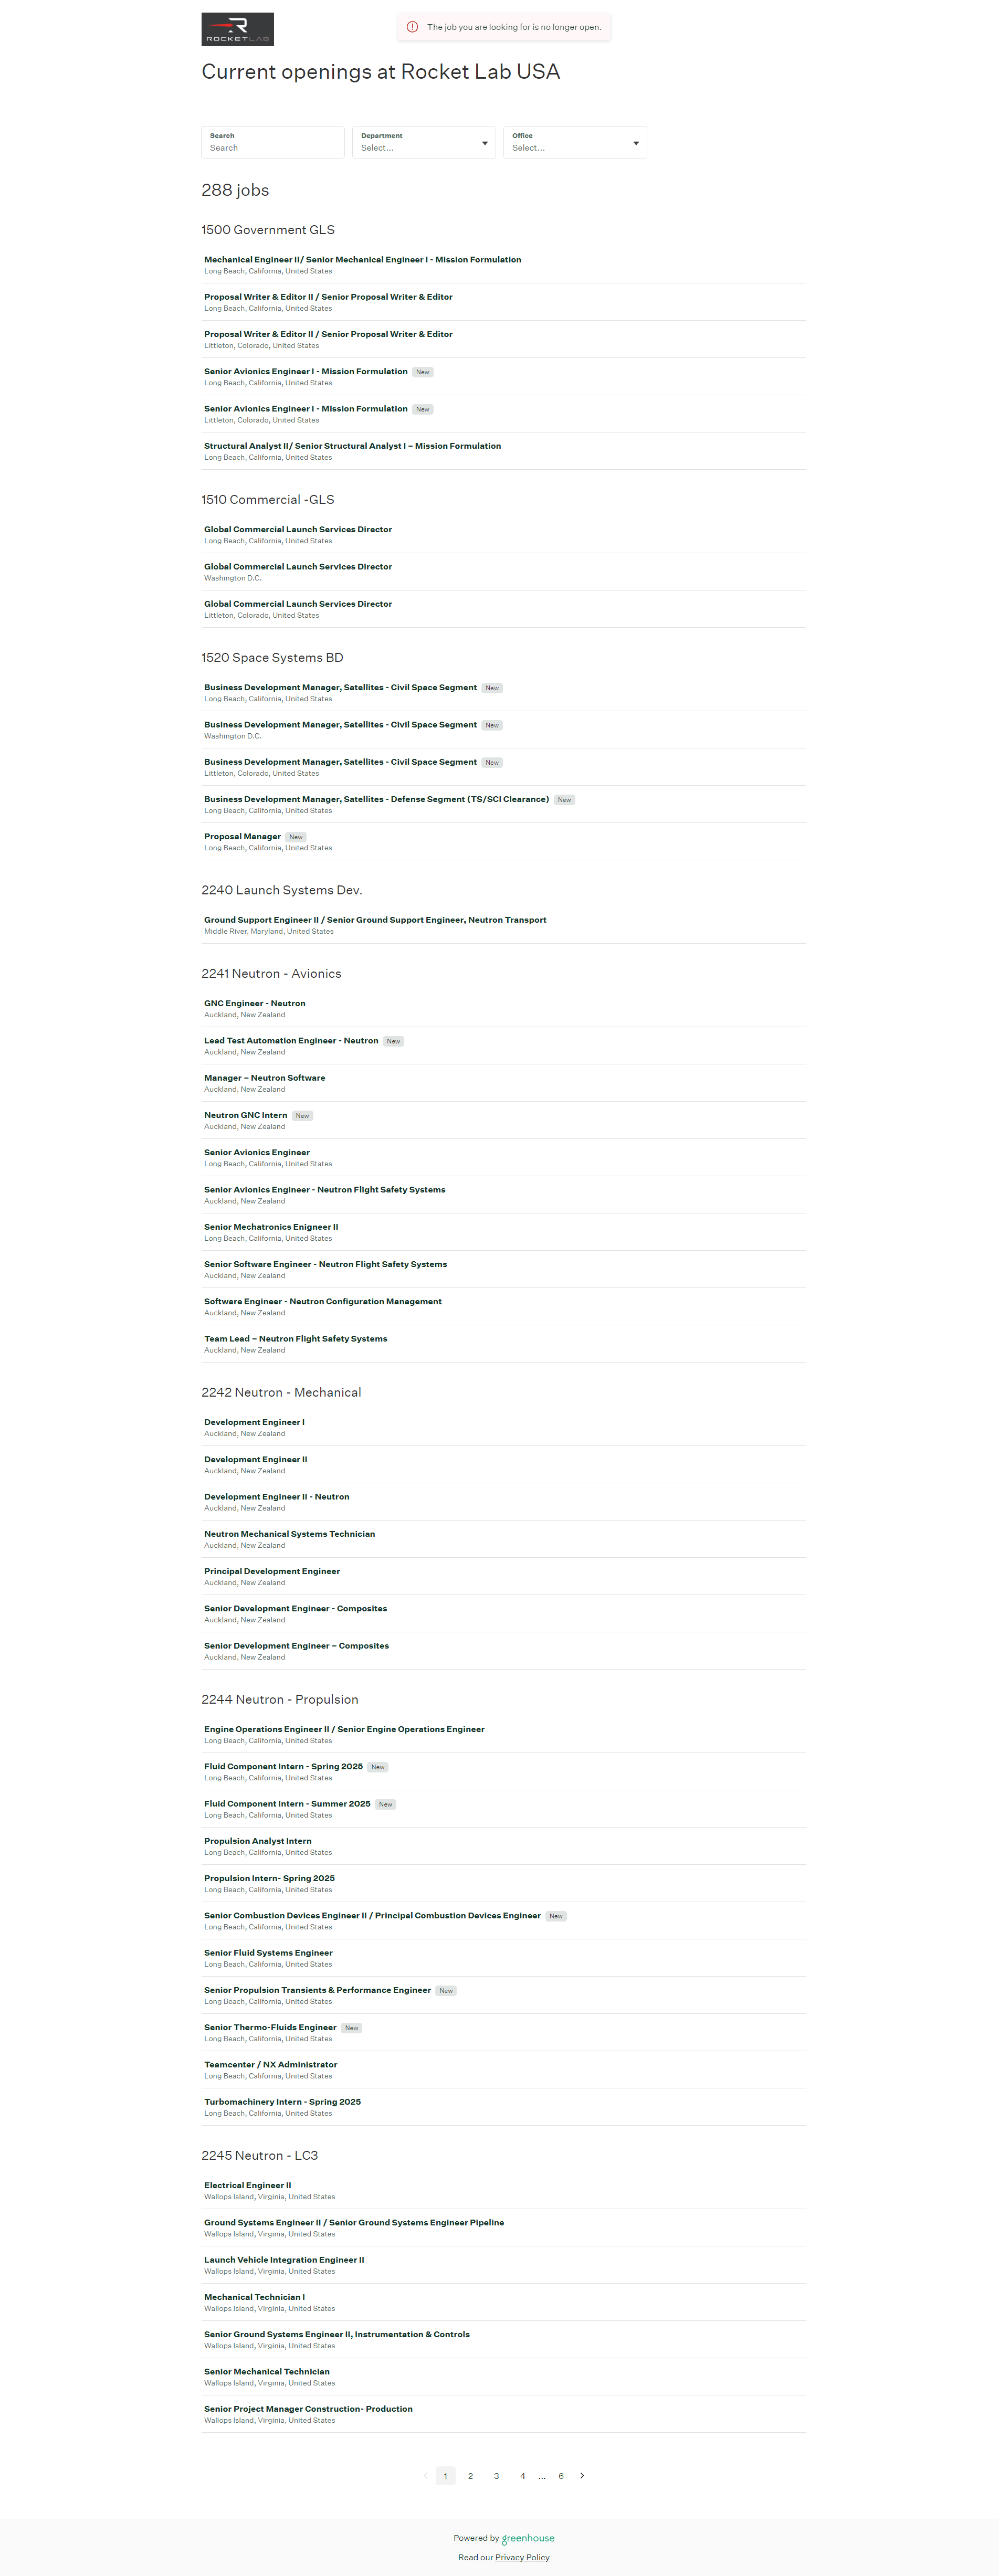 ROCKETLAB
The job you are looking for is no longer open.
Current openings at Rocket Lab USA
Search
Search
Department
Select...
Office
Select...
288 jobs
1500 Government GLS
Mechanical Engineer II/ Senior Mechanical Engineer I - Mission Formulation
Long Beach, California, United States
Proposal Writer & Editor II / Senior Proposal Writer & Editor
Long Beach, California, United States
Proposal Writer & Editor II / Senior Proposal Writer & Editor
Littleton, Colorado, United States
Senior Avionics Engineer I - Mission Formulation New
Long Beach, California, United States
Senior Avionics Engineer I - Mission Formulation New
Littleton, Colorado, United States
Structural Analyst II/ Senior Structural Analyst I – Mission Formulation
Long Beach, California, United States
1510 Commercial -GLS
Global Commercial Launch Services Director
Long Beach, California, United States
Global Commercial Launch Services Director
Washington D.C.
Global Commercial Launch Services Director
Littleton, Colorado, United States
1520 Space Systems BD
Business Development Manager, Satellites - Civil Space Segment New
Long Beach, California, United States
Business Development Manager, Satellites - Civil Space Segment New
Washington D.C.
Business Development Manager, Satellites - Civil Space Segment New
Littleton, Colorado, United States
Business Development Manager, Satellites - Defense Segment (TS/SCI Clearance) New
Long Beach, California, United States
Proposal Manager New
Long Beach, California, United States
2240 Launch Systems Dev.
Ground Support Engineer II / Senior Ground Support Engineer, Neutron Transport
Middle River, Maryland, United States
2241 Neutron - Avionics
GNC Engineer - Neutron
Auckland, New Zealand
Lead Test Automation Engineer - Neutron New
Auckland, New Zealand
Manager – Neutron Software
Auckland, New Zealand
Neutron GNC Intern New
Auckland, New Zealand
Senior Avionics Engineer
Long Beach, California, United States
Senior Avionics Engineer - Neutron Flight Safety Systems
Auckland, New Zealand
Senior Mechatronics Enigneer II
Long Beach, California, United States
Senior Software Engineer - Neutron Flight Safety Systems
Auckland, New Zealand
Software Engineer - Neutron Configuration Management
Auckland, New Zealand
Team Lead – Neutron Flight Safety Systems
Auckland, New Zealand
2242 Neutron - Mechanical
Development Engineer I
Auckland, New Zealand
Development Engineer II
Auckland, New Zealand
Development Engineer II - Neutron
Auckland, New Zealand
Neutron Mechanical Systems Technician
Auckland, New Zealand
Principal Development Engineer
Auckland, New Zealand
Senior Development Engineer - Composites
Auckland, New Zealand
Senior Development Engineer – Composites
Auckland, New Zealand
2244 Neutron - Propulsion
Engine Operations Engineer II / Senior Engine Operations Engineer
Long Beach, California, United States
Fluid Component Intern - Spring 2025 New
Long Beach, California, United States
Fluid Component Intern - Summer 2025 New
Long Beach, California, United States
Propulsion Analyst Intern
Long Beach, California, United States
Propulsion Intern- Spring 2025
Long Beach, California, United States
Senior Combustion Devices Engineer II / Principal Combustion Devices Engineer New
Long Beach, California, United States
Senior Fluid Systems Engineer
Long Beach, California, United States
Senior Propulsion Transients & Performance Engineer New
Long Beach, California, United States
Senior Thermo-Fluids Engineer New
Long Beach, California, United States
Teamcenter / NX Administrator
Long Beach, California, United States
Turbomachinery Intern - Spring 2025
Long Beach, California, United States
2245 Neutron - LC3
Electrical Engineer II
Wallops Island, Virginia, United States
Ground Systems Engineer II / Senior Ground Systems Engineer Pipeline
Wallops Island, Virginia, United States
Launch Vehicle Integration Engineer II
Wallops Island, Virginia, United States
Mechanical Technician I
Wallops Island, Virginia, United States
Senior Ground Systems Engineer II, Instrumentation & Controls
Wallops Island, Virginia, United States
Senior Mechanical Technician
Wallops Island, Virginia, United States
Senior Project Manager Construction- Production
Wallops Island, Virginia, United States
1 2 3 4 ... 6
Powered by greenhouse
Read our Privacy Policy